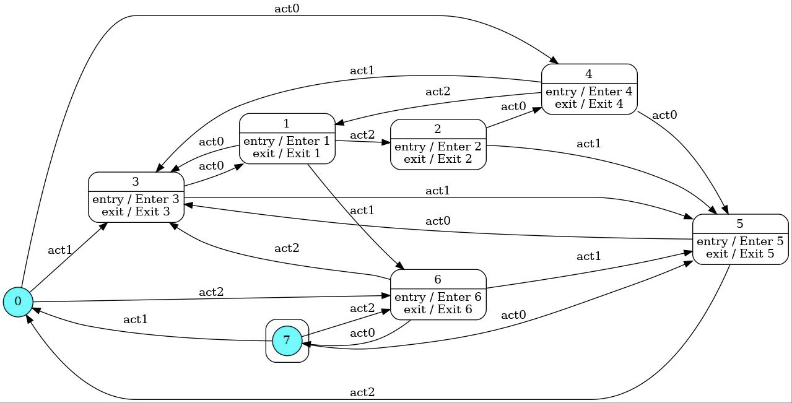 act0
4
entry / Enter 4
exit / Exit 4
act1
act2
act0
act0
1
entry / Enter 1
exit / Exit 1
act0
act2
2
entry / Enter 2
exit / Exit 2
act1
act0
3
entry / Enter 3
exit / Exit 3
act1
act1
act0
5
entry / Enter 5
exit / Exit 5
act1
act2
act1
6
entry / Enter 6
exit / Exit 6
0
act2
act1
act2
act0
act0
7
act2